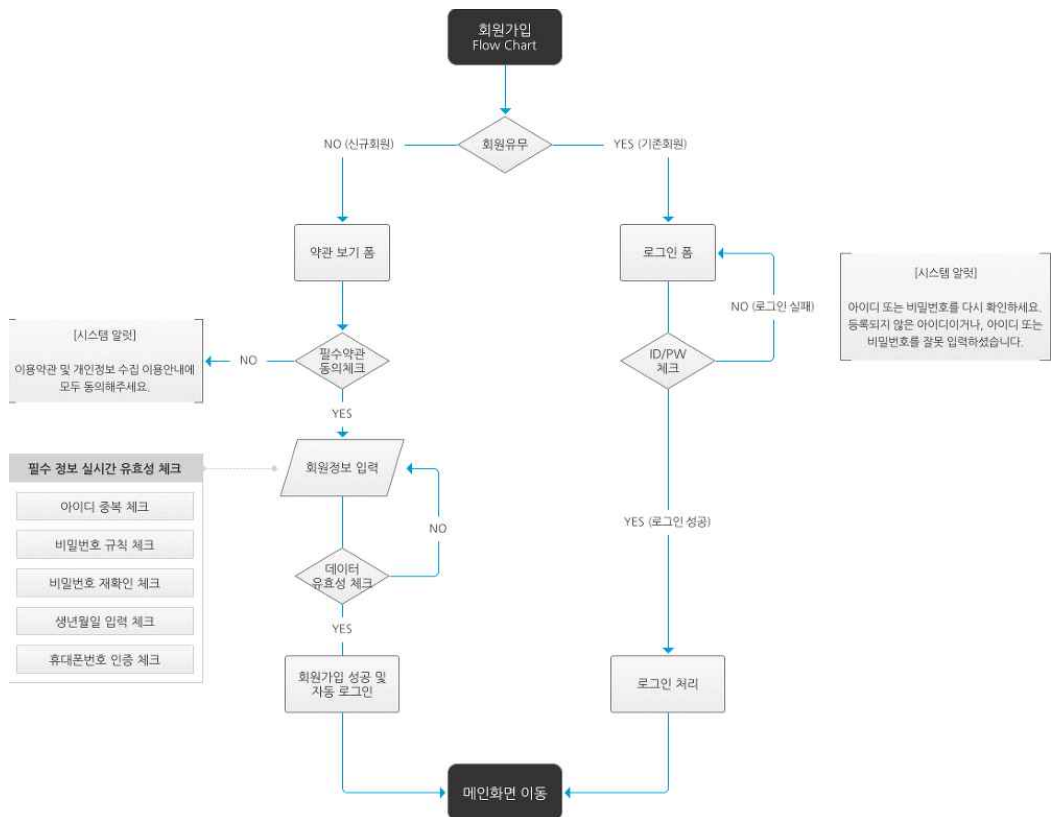 회원가입
Flow Chart
회원유무
NO (신규회원)
YES (기존회원)
약관 보기 폼
로그인 폼
[시스템 알럿]
아이디 또는 비밀번호를 다시 확인하세요.
등록되지 않은 아이디이거나, 아이디 또는
비밀번호를 잘못 입력하셨습니다.
NO (로그인 실패)
[시스템 알럿]
이용약관 및 개인정보 수집 이용안내에
모두 동의해주세요.
NO
필수약관
동의체크
ID/PW
체크
YES
필수 정보 실시간 유효성 체크
아이디 중복 체크
비밀번호 규칙 체크
비밀번호 재확인 체크
생년월일 입력 체크
휴대폰번호 인증 체크
회원정보 입력
NO
YES (로그인 성공)
데이터
유효성 체크
YES
회원가입 성공 및
자동 로그인
로그인 처리
메인화면 이동